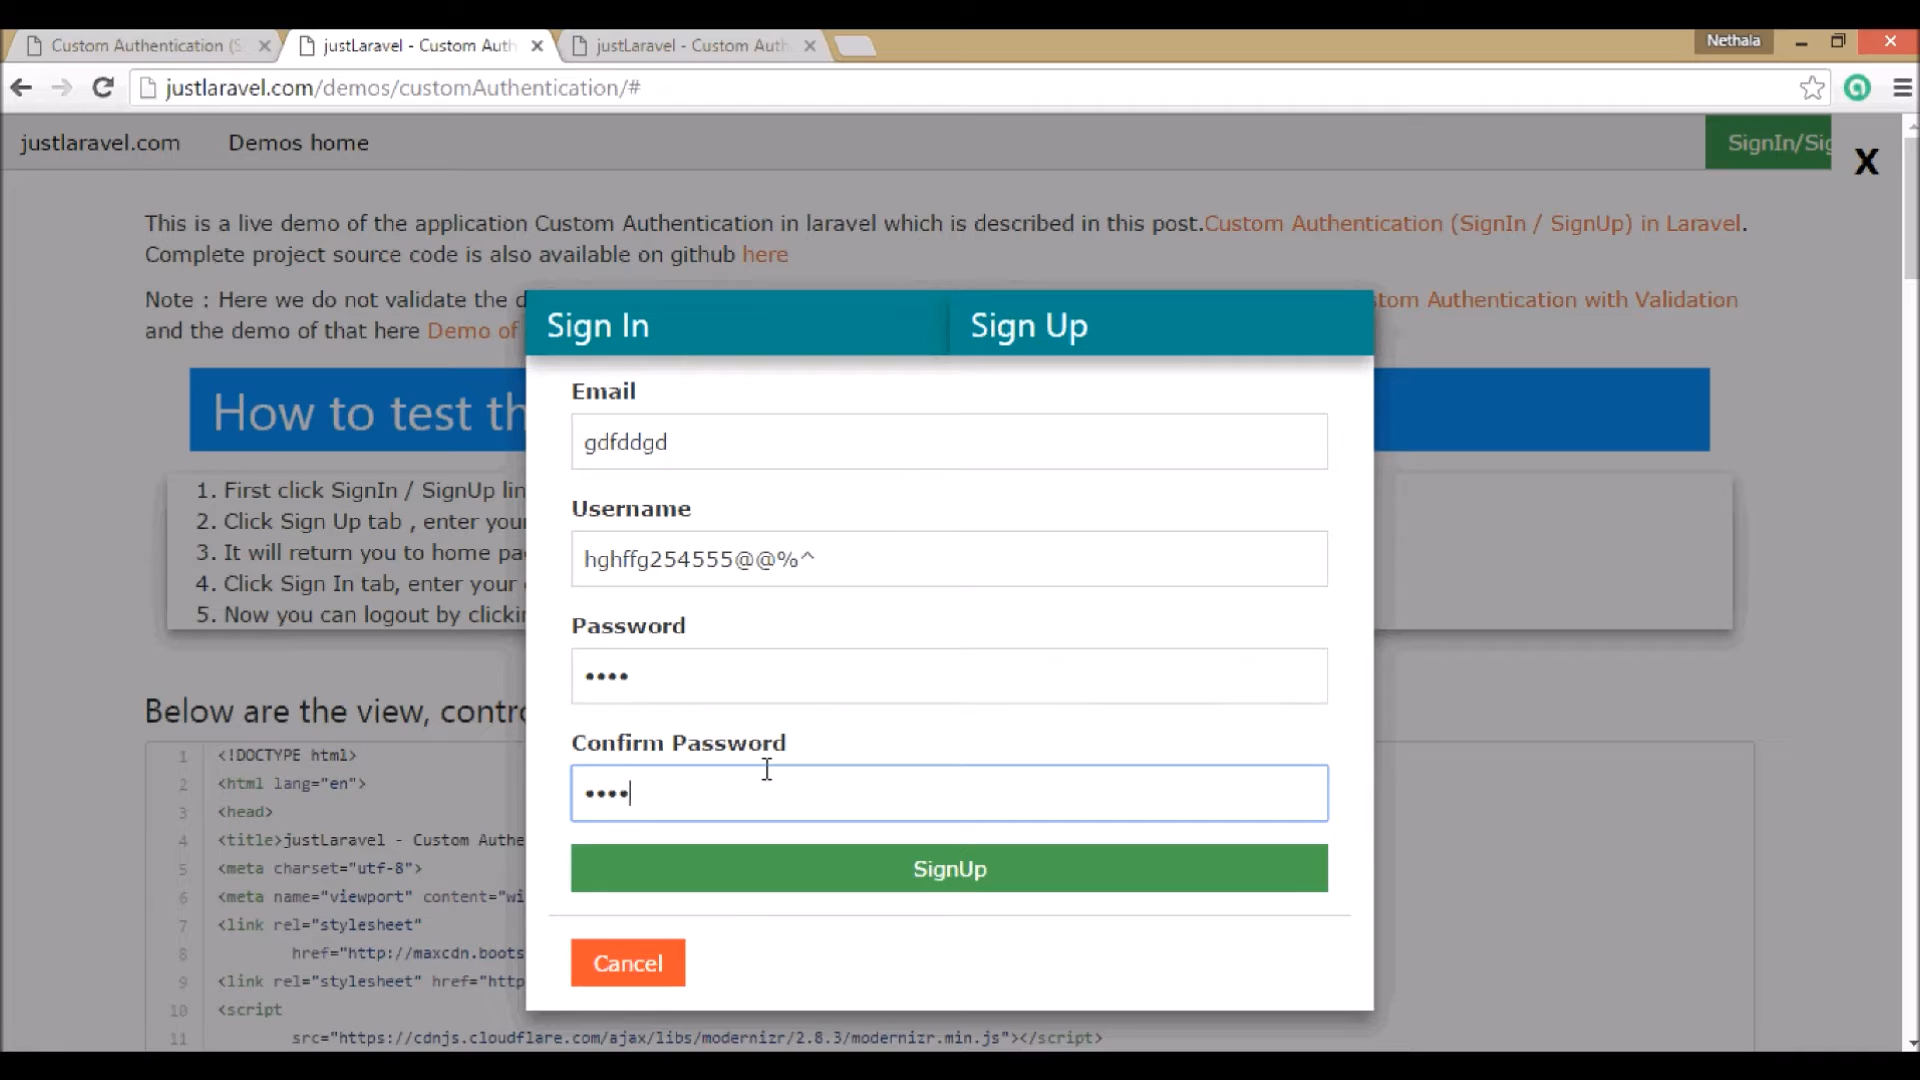 Custom Authentication (S
justLaravel - Custom Auth
justLaravel - Custom Auth
Nethala
justlaravel.com/demos/customAuthentication/#
justlaravel.com
Demos home
SignIn/Sig
X
This is a live demo of the application Custom Authentication in laravel which is described in this post.Custom Authentication (SignIn / SignUp) in Laravel.
Complete project source code is also available on github here
Note : Here we do not validate the d
tom Authentication with Validation
and the demo of that here Demo of
Sign In
Sign Up
How to test th
1. First click SignIn / SignUp lin
2. Click Sign Up tab , enter your
3. It will return you to home pa
4. Click Sign In tab, enter your
5. Now you can logout by clickin
Email
gdfddgd
Username
hghffg254555@@%^
Password
••••
Confirm Password
••••
SignUp
Cancel
Below are the view, contro
1 <!DOCTYPE html>
2 <html lang="en">
3 <head>
4 <title>justLaravel - Custom Authe
5 <meta charset="utf-8">
6 <meta name="viewport" content="wi
7 <link rel="stylesheet"
8 href="http://maxcdn.boots
9 <link rel="stylesheet" href="http
10 <script
11 src="https://cdnjs.cloudflare.com/ajax/libs/modernizr/2.8.3/modernizr.min.js"></script>